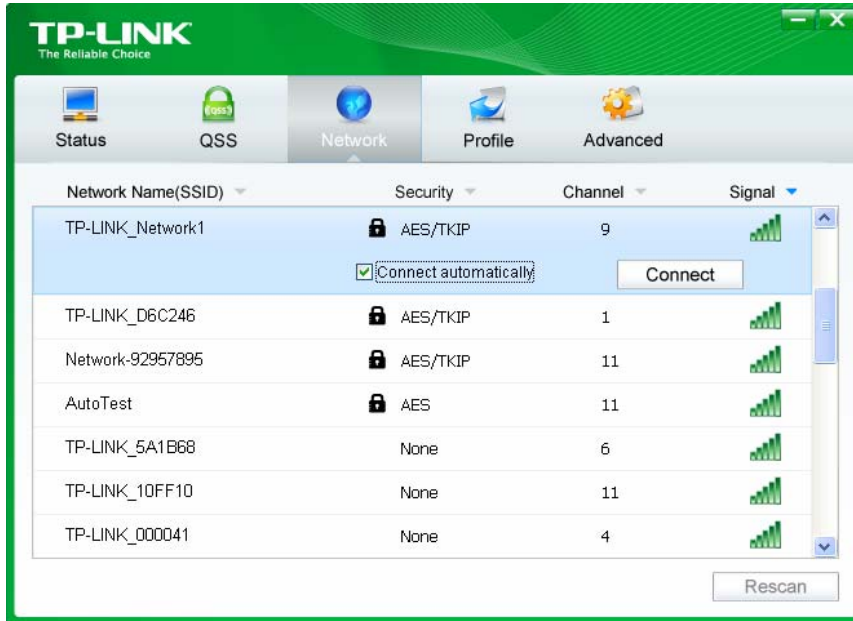 TP-LINK
The Reliable Choice
QSS
Status QSS Network Profile Advanced
Network Name(SSID) Security Channel Signal
TP-LINK_Network1 AES/TKIP 9
Connect automatically Connect
TP-LINK_D6C246 AES/TKIP 1
Network-92957895 AES/TKIP 11
AutoTest AES 11
TP-LINK_5A1B68 None 6
TP-LINK_10FF10 None 11
TP-LINK_000041 None 4
Rescan